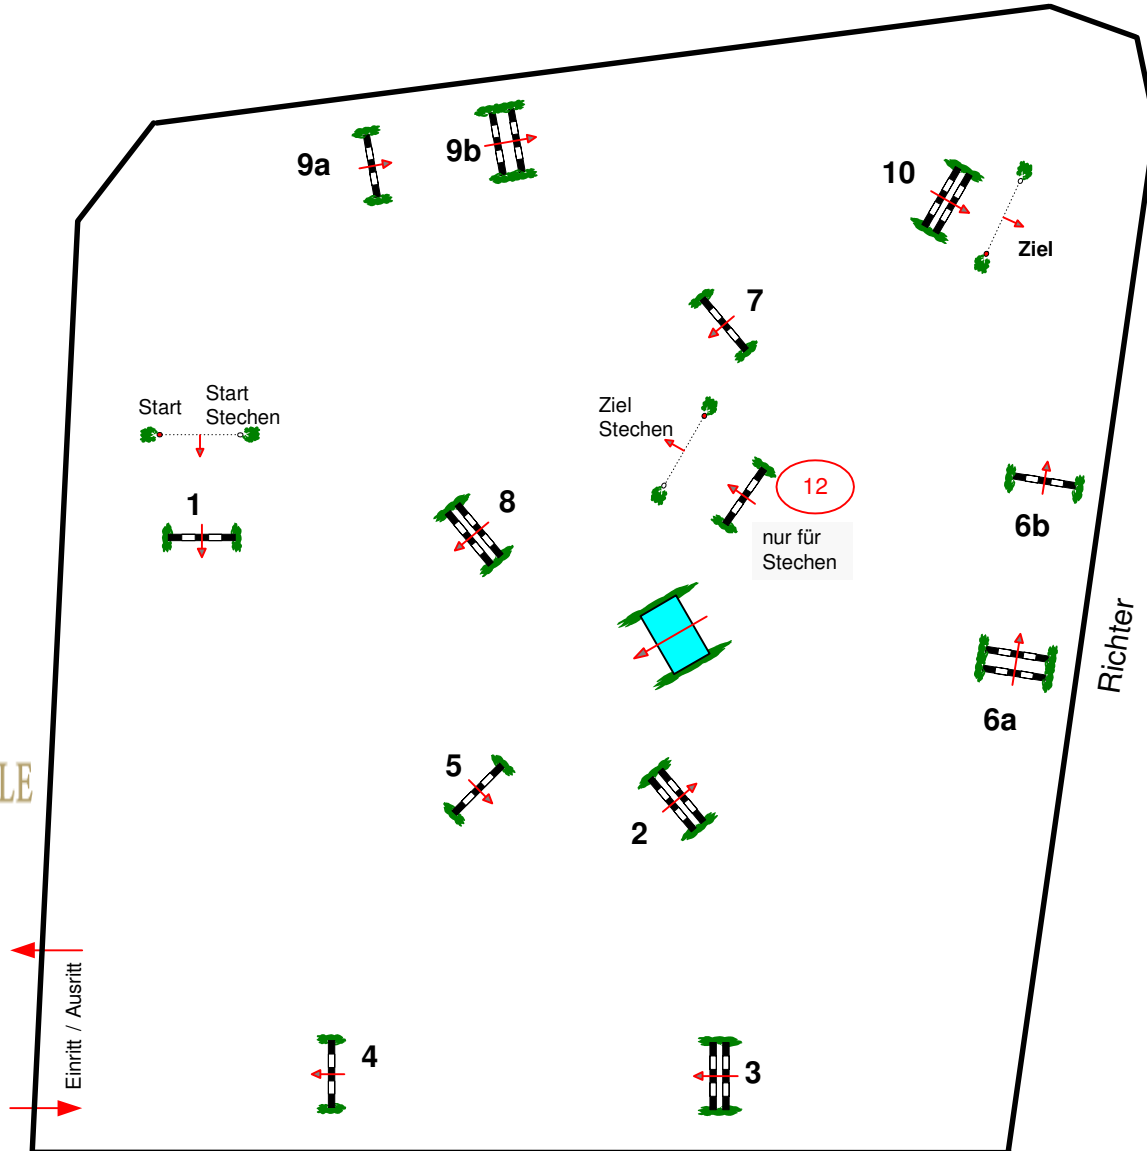 9a
9b
10
Ziel
7
Start
Start
Stechen
Ziel
Stechen
1
8
12
nur für
Stechen
6b
6a
Richter
5
LE
2
Einritt / Ausritt
4
3